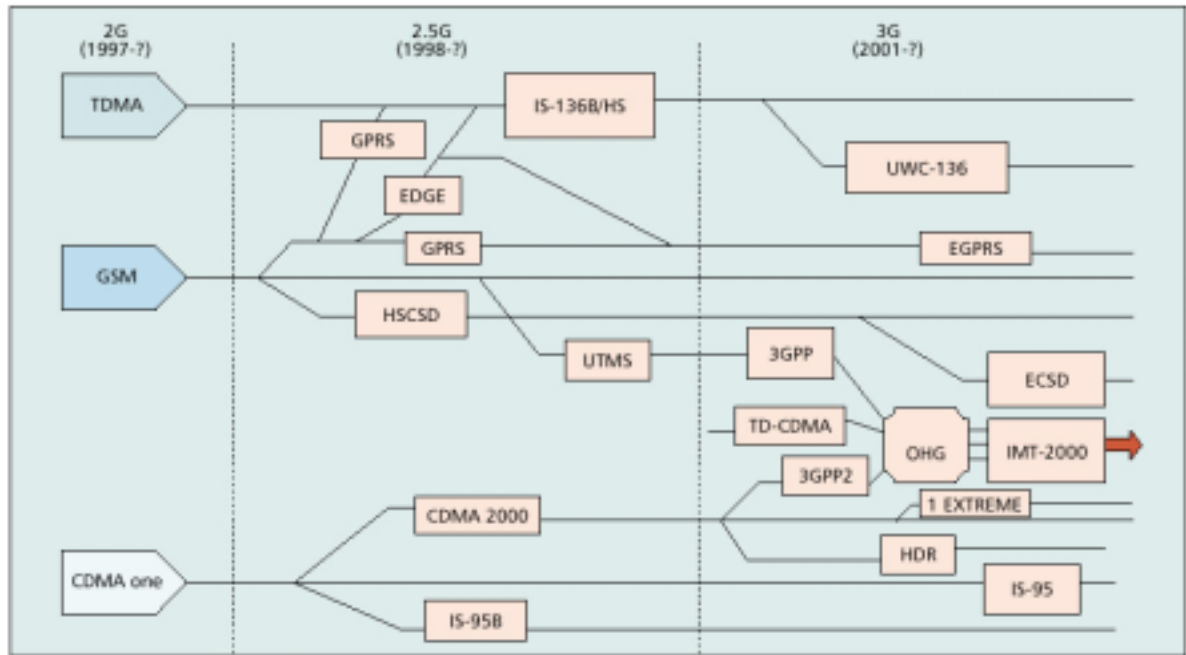 2G
(1997-?)
2.5G
(1998-?)
3G
(2001-?)
TDMA
IS-136B/HS
GPRS
UWC-136
EDGE
GPRS
EGPRS
GSM
HSCSD
UTMS
3GPP
ECSD
TD-CDMA
OHG
IMT-2000
3GPP2
1 EXTREME
CDMA 2000
HDR
CDMA one
IS-95
IS-95B